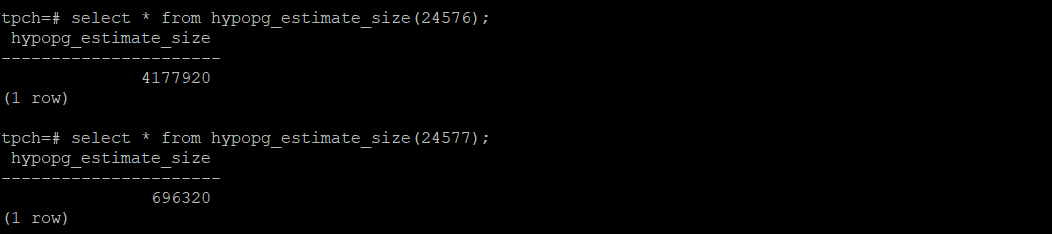 tpch=# select * from hypopg_estimate_size(24576);
 hypopg_estimate_size
----------------------
              4177920
(1 row)

tpch=# select * from hypopg_estimate_size(24577);
 hypopg_estimate_size
----------------------
               696320
(1 row)